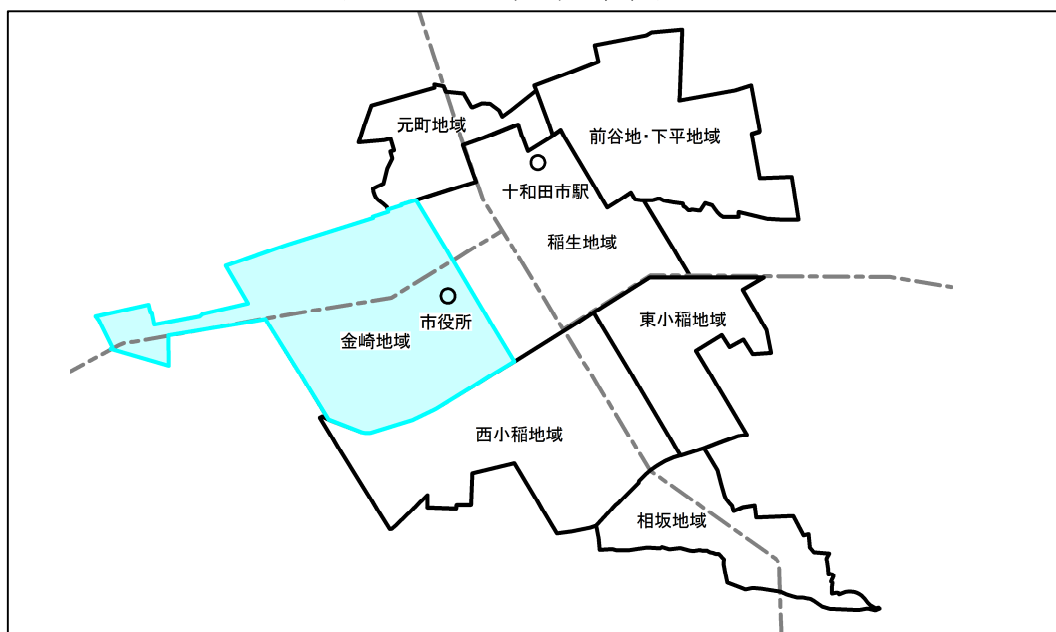 元町地域
前谷地・下平地域
十和田市駅
稲生地域
市役所
東小稲地域
金崎地域
西小稲地域
相坂地域